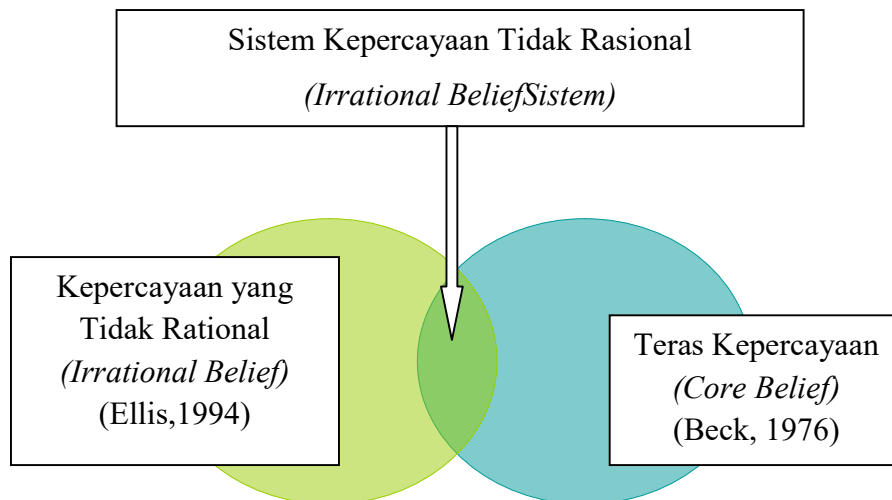 Sistem Kepercayaan Tidak Rasional
(Irrational BeliefSistem)
Kepercayaan yang
Tidak Rational
(Irrational Belief)
(Ellis,1994)
Teras Kepercayaan
(Core Belief)
(Beck, 1976)